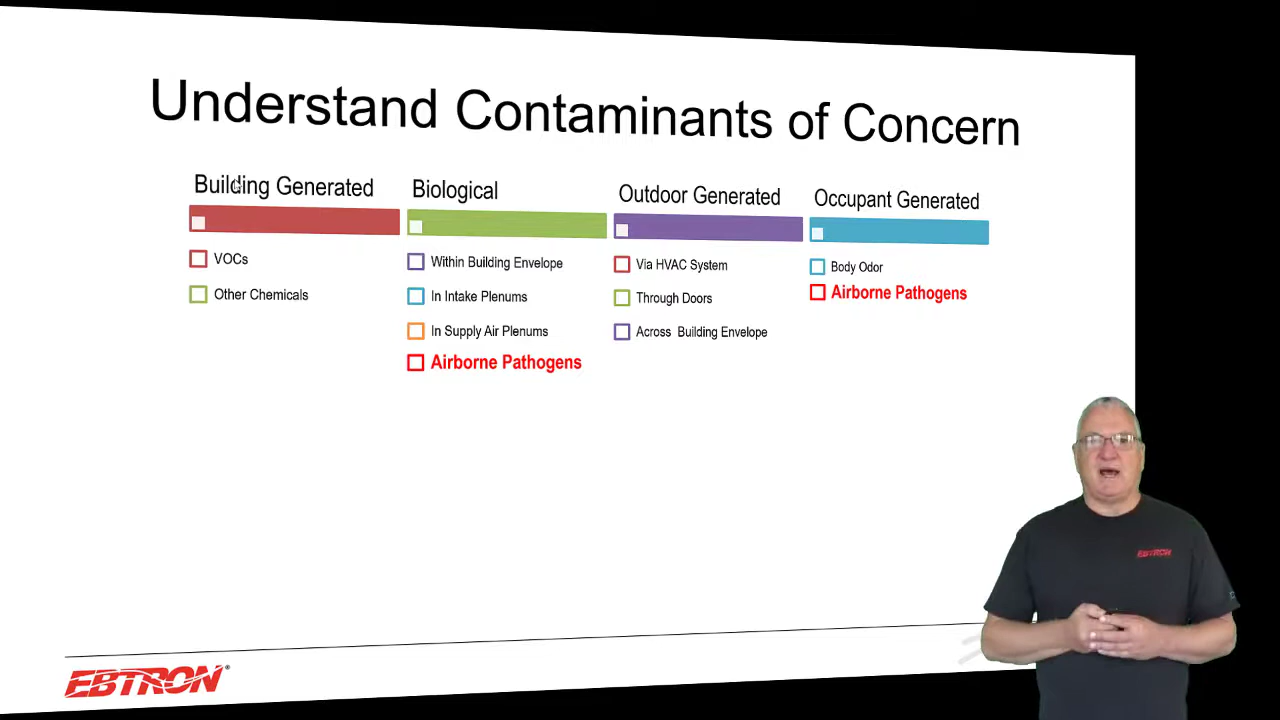 Understand Contaminants of Concern
Building Generated
VOCs
Other Chemicals
Biological
Within Building Envelope
In Intake Plenums
In Supply Air Plenums
Airborne Pathogens
Outdoor Generated
Via HVAC System
Through Doors
Across Building Envelope
Occupant Generated
Body Odor
Airborne Pathogens
EBTRON
EBTRON®